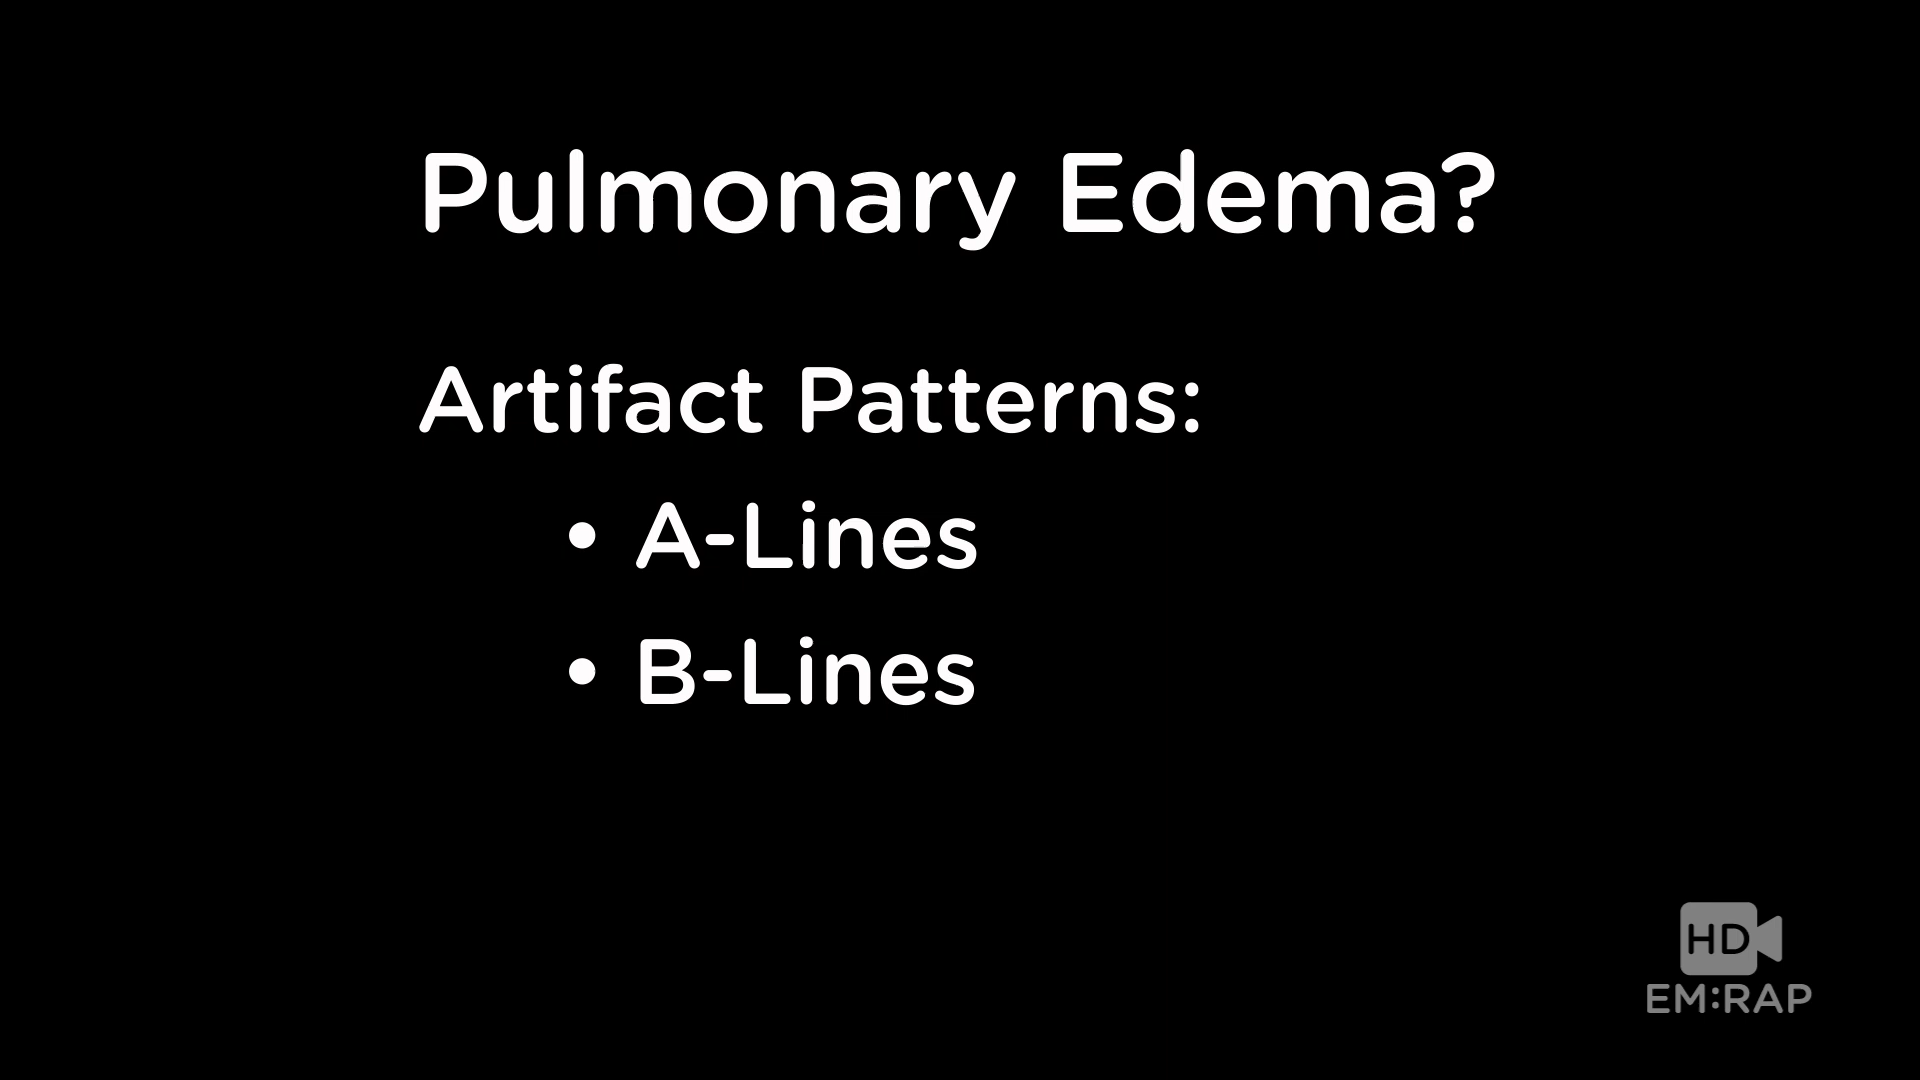 Pulmonary Edema?
Artifact Patterns:
• A-Lines
• B-Lines
HD
EM:RAP